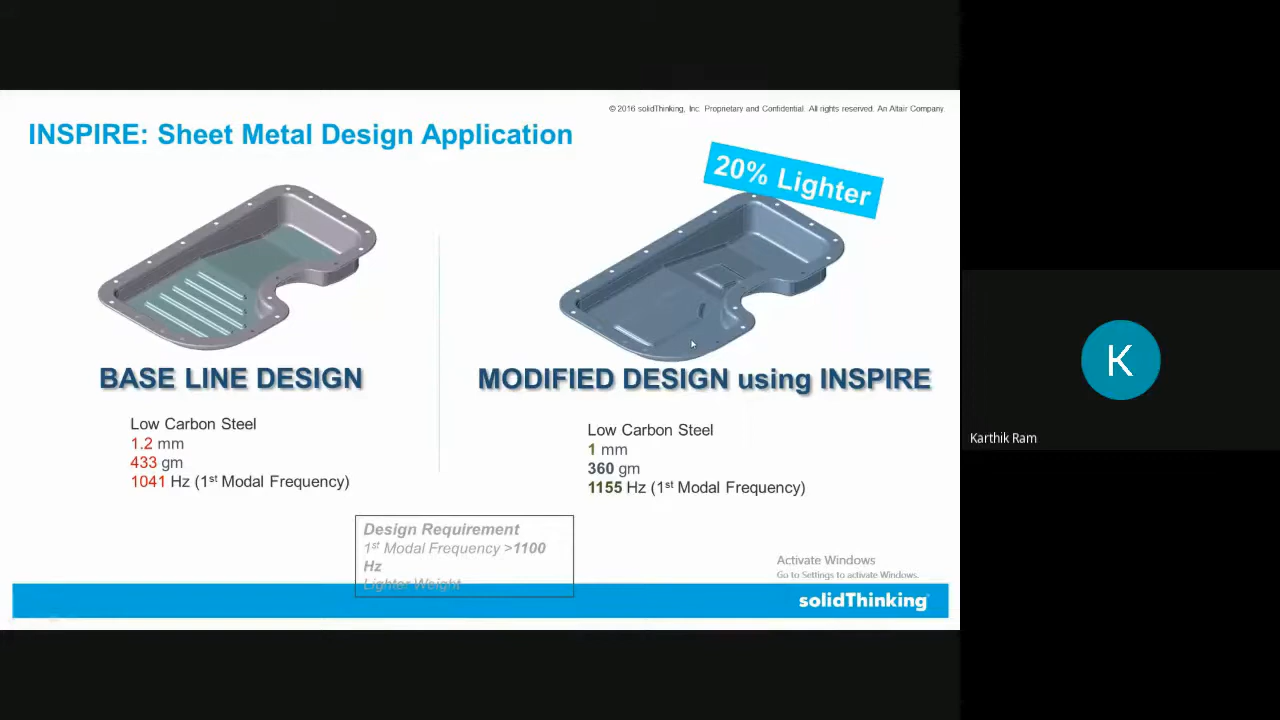 © 2016 solidThinking, Inc. Proprietary and Confidential. All rights reserved. An Altair Company.
INSPIRE: Sheet Metal Design Application
20% Lighter
BASE LINE DESIGN
Low Carbon Steel
1.2 mm
433 gm
1041 Hz (1st Modal Frequency)
MODIFIED DESIGN using INSPIRE
Low Carbon Steel
1 mm
360 gm
1155 Hz (1st Modal Frequency)
Design Requirement
1st Modal Frequency >1100
Hz
Lighter Weight
Activate Windows
Go to Settings to activate Windows.
solidThinking
K
Karthik Ram